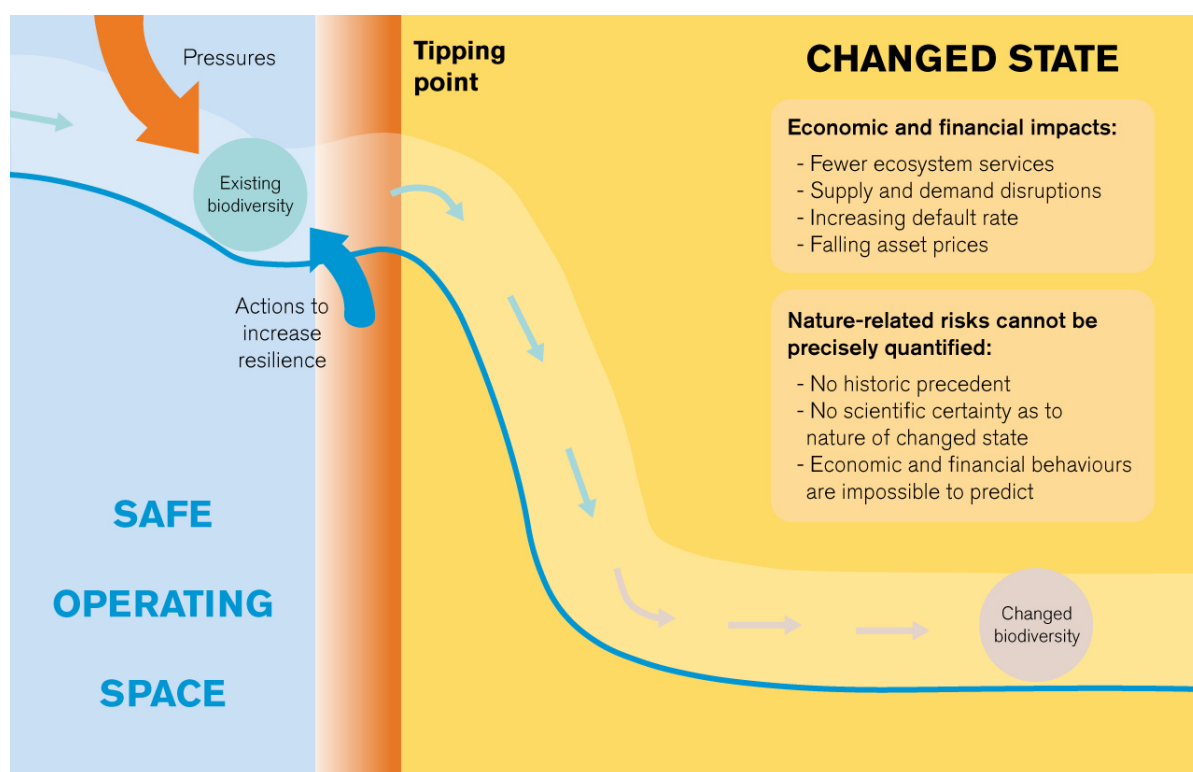 Pressures
Existing
biodiversity
Actions to
increase
resilience
SAFE
OPERATING
SPACE
Tipping
point
CHANGED STATE
Economic and financial impacts:
- Fewer ecosystem services
- Supply and demand disruptions
- Increasing default rate
- Falling asset prices
Nature-related risks cannot be
precisely quantified:
- No historic precedent
- No scientific certainty as to
nature of changed state
- Economic and financial behaviours
are impossible to predict
Changed
biodiversity